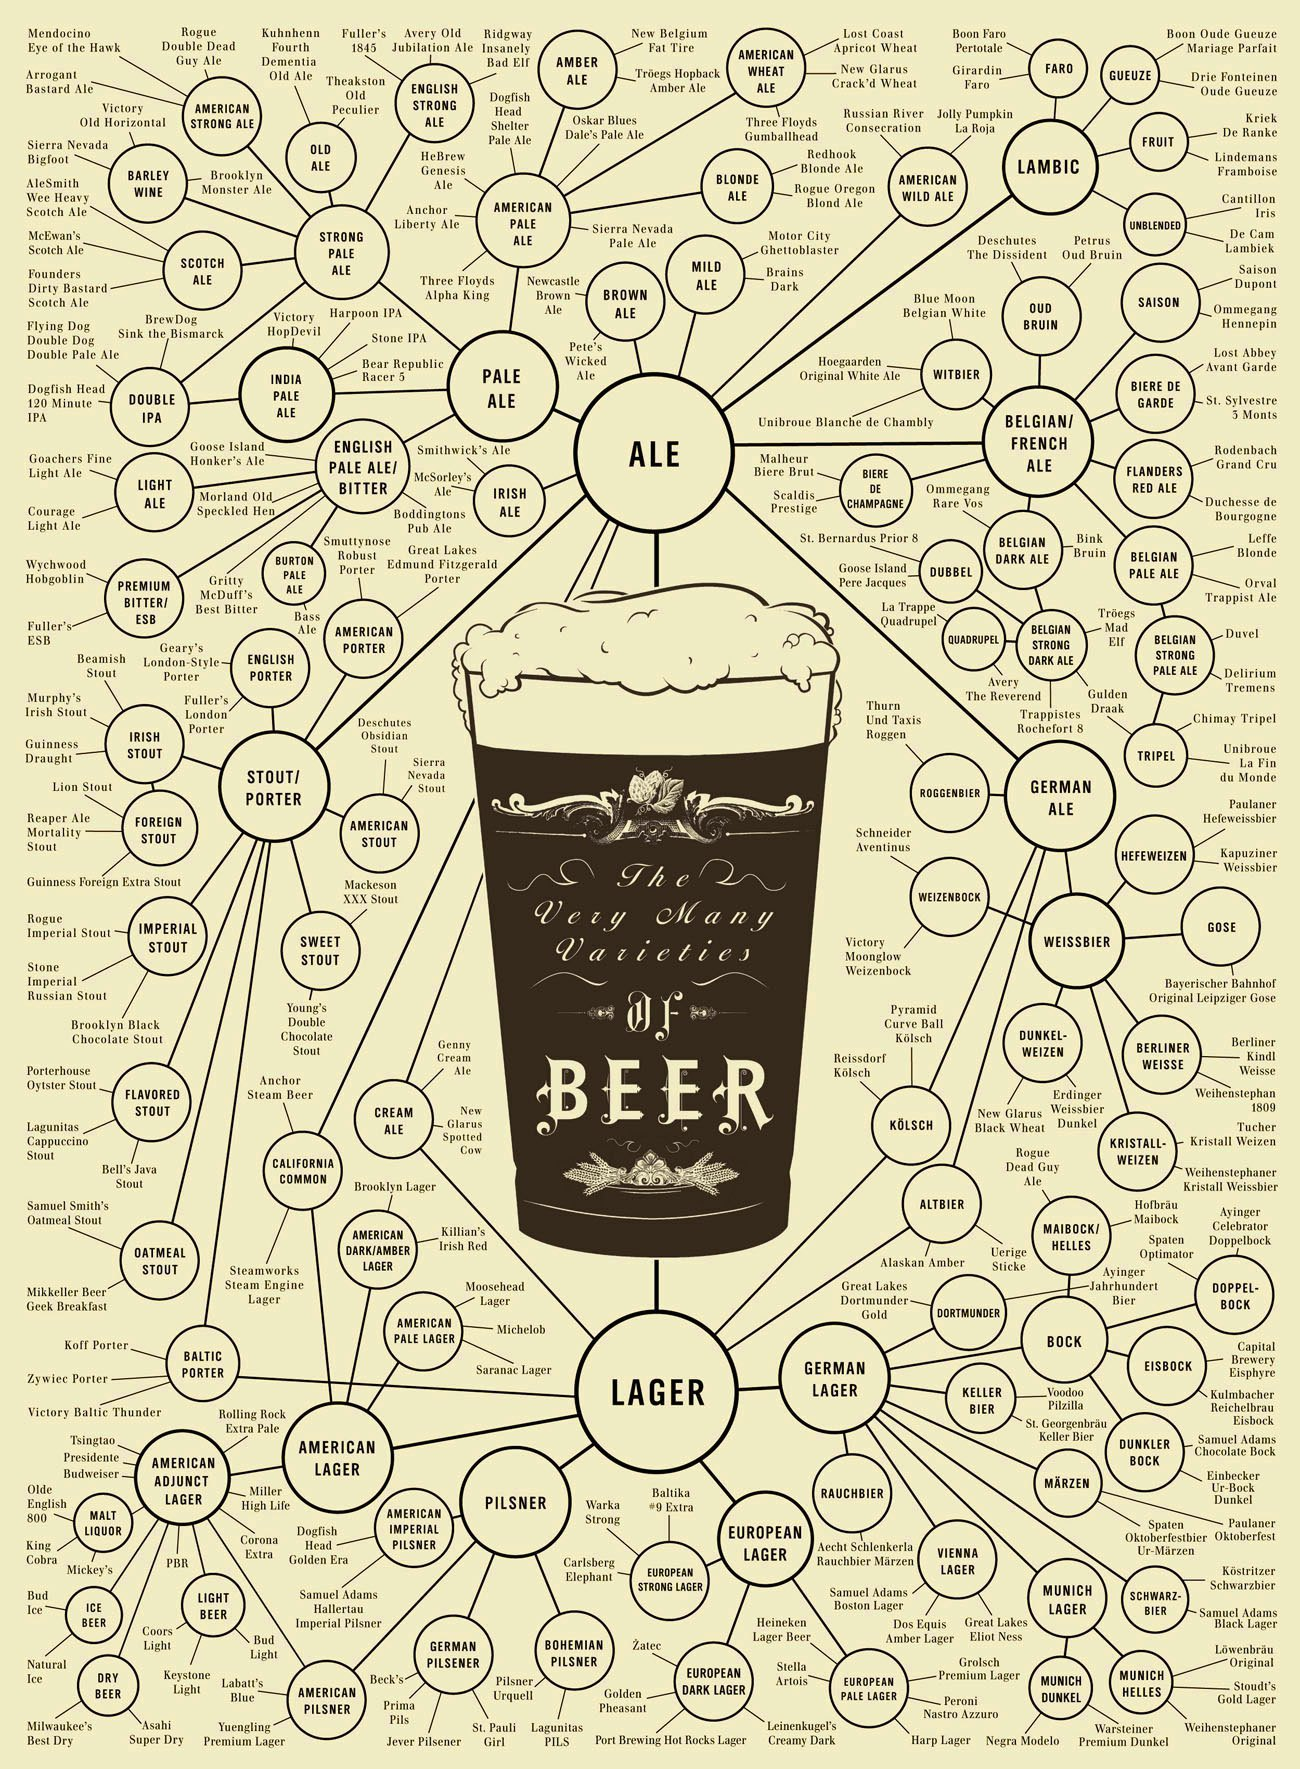 Mendocino
Eye of the Hawk
Rogue
Double Dead
Guy Ale
Kuhnhenn
Fourth
Dementia
Old Ale
Fuller's
1845
Avery Old
Jubilation Ale
Ridgway
Insanely
Bad Elf
AMBER
ALE
New Belgium
Fat Tire
Tröegs Hopback
Amber Ale
AMERICAN
WHEAT
ALE
Lost Coast
Apricot Wheat
New Glarus
Crack'd Wheat
Three Floyds
Gumballhead
Boon Faro
Pertotale
Girardin
Faro
FARO
GUEUZE
Boon Oude Gueuze
Mariage Parfait
Drie Fonteinen
Oude Gueuze
Arrogant
Bastard Ale
AMERICAN
STRONG ALE
Victory
Old Horizontal
Theakston
Old
Peculier
ENGLISH
STRONG
ALE
OLD
ALE
Dogfish
Head
Shelter
Pale Ale
Oskar Blues
Dale's Pale Ale
Russian River
Consecration
Jolly Pumpkin
La Roja
LAMBIC
FRUIT
Kriek
De Ranke
Lindemans
Framboise
Sierra Nevada
Bigfoot
BARLEY
WINE
Brooklyn
Monster Ale
HeBrew
Genesis
Ale
BLONDE
ALE
Redhook
Blonde Ale
Rogue Oregon
Blond Ale
AMERICAN
WILD ALE
AleSmith
Wee Heavy
Scotch Ale
McEwan's
Scotch Ale
Founders
Dirty Bastard
Scotch Ale
SCOTCH
ALE
STRONG
PALE
ALE
Anchor
Liberty Ale
AMERICAN
PALE
ALE
Sierra Nevada
Pale Ale
Three Floyds
Alpha King
UNBLENDED
Cantillon
Iris
De Cam
Lambiek
Newcastle
Brown
Ale
BROWN
ALE
Pete's
Wicked
Ale
MILD
ALE
Motor City
Ghettoblaster
Brains
Dark
Deschutes
The Dissident
Petrus
Oud Bruin
OUD
BRUIN
SAISON
Saison
Dupont
Ommegang
Hennepin
Flying Dog
Double Dog
Double Pale Ale
BrewDog
Sink the Bismarck
Victory
HopDevil
Harpoon IPA
Stone IPA
Bear Republic
Racer 5
Dogfish Head
120 Minute
IPA
DOUBLE
IPA
INDIA
PALE
ALE
PALE
ALE
Blue Moon
Belgian White
Hoegaarden
Original White Ale
WITBIER
Unibroue Blanche de Chambly
BIERE DE
GARDE
Lost Abbey
Avant Garde
St. Sylvestre
3 Monts
Goachers Fine
Light Ale
LIGHT
ALE
Courage
Light Ale
Goose Island
Honker's Ale
Morland Old
Speckled Hen
ENGLISH
PALE ALE/
BITTER
Smithwick's Ale
McSorley's
Ale
IRISH
ALE
Boddingtons
Pub Ale
ALE
BELGIAN/
FRENCH
ALE
Malheur
Biere Brut
Scaldis
Prestige
BIERE
DE
CHAMPAGNE
Ommegang
Rare Vos
FLANDERS
RED ALE
Rodenbach
Grand Cru
Duchesse de
Bourgogne
Wychwood
Hobgoblin
PREMIUM
BITTER/
ESB
Fuller's
ESB
Gritty
McDuff's
Best Bitter
BURTON
PALE
ALE
Bass
Ale
Smuttynose
Robust
Porter
Great Lakes
Edmund Fitzgerald
Porter
AMERICAN
PORTER
St. Bernardus Prior 8
Goose Island
Pere Jacques
DUBBEL
BELGIAN
DARK ALE
Bink
Bruin
BELGIAN
PALE ALE
Leffe
Blonde
Orval
Trappist Ale
La Trappe
Quadrupel
QUADRUPEL
Avery
The Reverend
BELGIAN
STRONG
DARK ALE
Tröegs
Mad
Elf
Trappistes
Rochefort 8
Gulden
Draak
BELGIAN
STRONG
PALE ALE
Duvel
Delirium
Tremens
Beamish
Stout
Geary's
London-Style
Porter
ENGLISH
PORTER
Fuller's
London
Porter
Murphy's
Irish Stout
Guinness
Draught
IRISH
STOUT
TRIPEL
Chimay Tripel
Unibroue
La Fin
du Monde
Thurn
Und Taxis
Roggen
ROGGENBIER
GERMAN
ALE
STOUT/
PORTER
Deschutes
Obsidian
Stout
Sierra
Nevada
Stout
AMERICAN
STOUT
Lion Stout
Reaper Ale
Mortality
Stout
Guinness Foreign Extra Stout
FOREIGN
STOUT
Mackeson
XXX Stout
SWEET
STOUT
Young's
Double
Chocolate
Stout
The
Very Many
Varieties
OF
BEER
Schneider
Aventinus
WEIZENBOCK
Victory
Moonglow
Weizenbock
HEFEWEIZEN
Paulaner
Hefeweissbier
Kapuziner
Weissbier
WEISSBIER
GOSE
Bayerischer Bahnhof
Original Leipziger Gose
Rogue
Imperial Stout
Stone
Imperial
Russian Stout
IMPERIAL
STOUT
Brooklyn Black
Chocolate Stout
Porterhouse
Oytster Stout
Lagunitas
Cappuccino
Stout
FLAVORED
STOUT
Bell's Java
Stout
Anchor
Steam Beer
CALIFORNIA
COMMON
Steamworks
Steam Engine
Lager
Genny
Cream
Ale
CREAM
ALE
New
Glarus
Spotted
Cow
Pyramid
Curve Ball
Kölsch
Reissdorf
Kölsch
KÖLSCH
DUNKEL-
WEIZEN
New Glarus
Black Wheat
Erdinger
Weissbier
Dunkel
BERLINER
WEISSE
Berliner
Kindl
Weisse
Weihenstephan
1809
KRISTALL-
WEIZEN
Tucher
Kristall Weizen
Weihenstephaner
Kristall Weissbier
Samuel Smith's
Oatmeal Stout
OATMEAL
STOUT
Mikkeller Beer
Geek Breakfast
Brooklyn Lager
AMERICAN
DARK/AMBER
LAGER
Killian's
Irish Red
ALTBIER
Alaskan Amber
Uerige
Sticke
Rogue
Dead Guy
Ale
MAIBOCK/
HELLES
Hofbräu
Maibock
Spaten
Optimator
Ayinger
Celebrator
Doppelbock
DOPPEL-
BOCK
Koff Porter
Zywiec Porter
Victory Baltic Thunder
BALTIC
PORTER
AMERICAN
PALE LAGER
Moosehead
Lager
Michelob
Saranac Lager
LAGER
Great Lakes
Dortmunder
Gold
DORTMUNDER
Ayinger
Jahrhundert
Bier
BOCK
GERMAN
LAGER
KELLER
BIER
Voodoo
Pilzilla
St. Georgenbräu
Keller Bier
EISBOCK
Capital
Brewery
Eisphyre
Kulmbacher
Reichelbrau
Eisbock
Rolling Rock
Extra Pale
Tsingtao
Presidente
Budweiser
AMERICAN
ADJUNCT
LAGER
Miller
High Life
Corona
Extra
PBR
AMERICAN
LAGER
PILSNER
DUNKLER
BOCK
Samuel Adams
Chocolate Bock
Einbecker
Ur-Bock
Dunkel
Olde
English
800
MALT
LIQUOR
King
Cobra
Mickey's
Dogfish
Head
Golden Era
AMERICAN
IMPERIAL
PILSNER
Samuel Adams
Hallertau
Imperial Pilsner
Warka
Strong
Baltika
#9 Extra
Carlsberg
Elephant
EUROPEAN
STRONG LAGER
EUROPEAN
LAGER
RAUCHBIER
Aecht Schlenkerla
Rauchbier Märzen
MÄRZEN
Spaten
Oktoberfestbier
Ur-Märzen
Paulaner
Oktoberfest
Bud
Ice
ICE
BEER
Natural
Ice
LIGHT
BEER
Coors
Light
Keystone
Light
Bud
Light
VIENNA
LAGER
Samuel Adams
Boston Lager
Dos Equis
Amber Lager
Great Lakes
Eliot Ness
MUNICH
LAGER
SCHWARZ-
BIER
Köstritzer
Schwarzbier
Samuel Adams
Black Lager
DRY
BEER
Milwaukee's
Best Dry
Asahi
Super Dry
Labatt's
Blue
AMERICAN
PILSNER
Yuengling
Premium Lager
Beck's
Prima
Pils
GERMAN
PILSENER
Jever Pilsener
St. Pauli
Girl
Pilsner
Urquell
BOHEMIAN
PILSNER
Lagunitas
PILS
Žatec
Golden
Pheasant
EUROPEAN
DARK LAGER
Port Brewing Hot Rocks Lager
Leinenkugel's
Creamy Dark
Heineken
Lager Beer
Stella
Artois
EUROPEAN
PALE LAGER
Grolsch
Premium Lager
Peroni
Nastro Azzuro
Harp Lager
MUNICH
DUNKEL
Negra Modelo
Warsteiner
Premium Dunkel
MUNICH
HELLES
Löwenbräu
Original
Stoudt's
Gold Lager
Weihenstephaner
Original